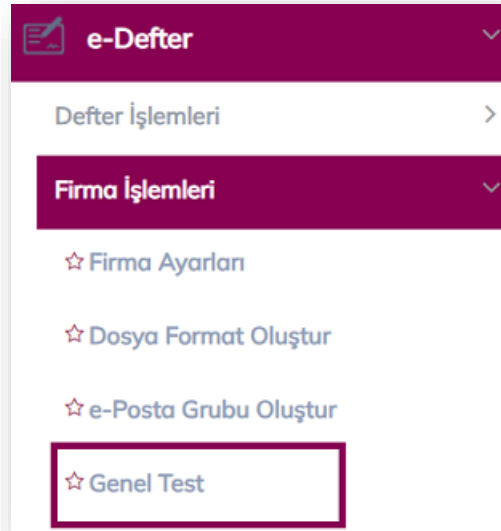 e-Defter
Defter İşlemleri
Firma İşlemleri
Firma Ayarları
Dosya Format Oluştur
e-Posta Grubu Oluştur
Genel Test